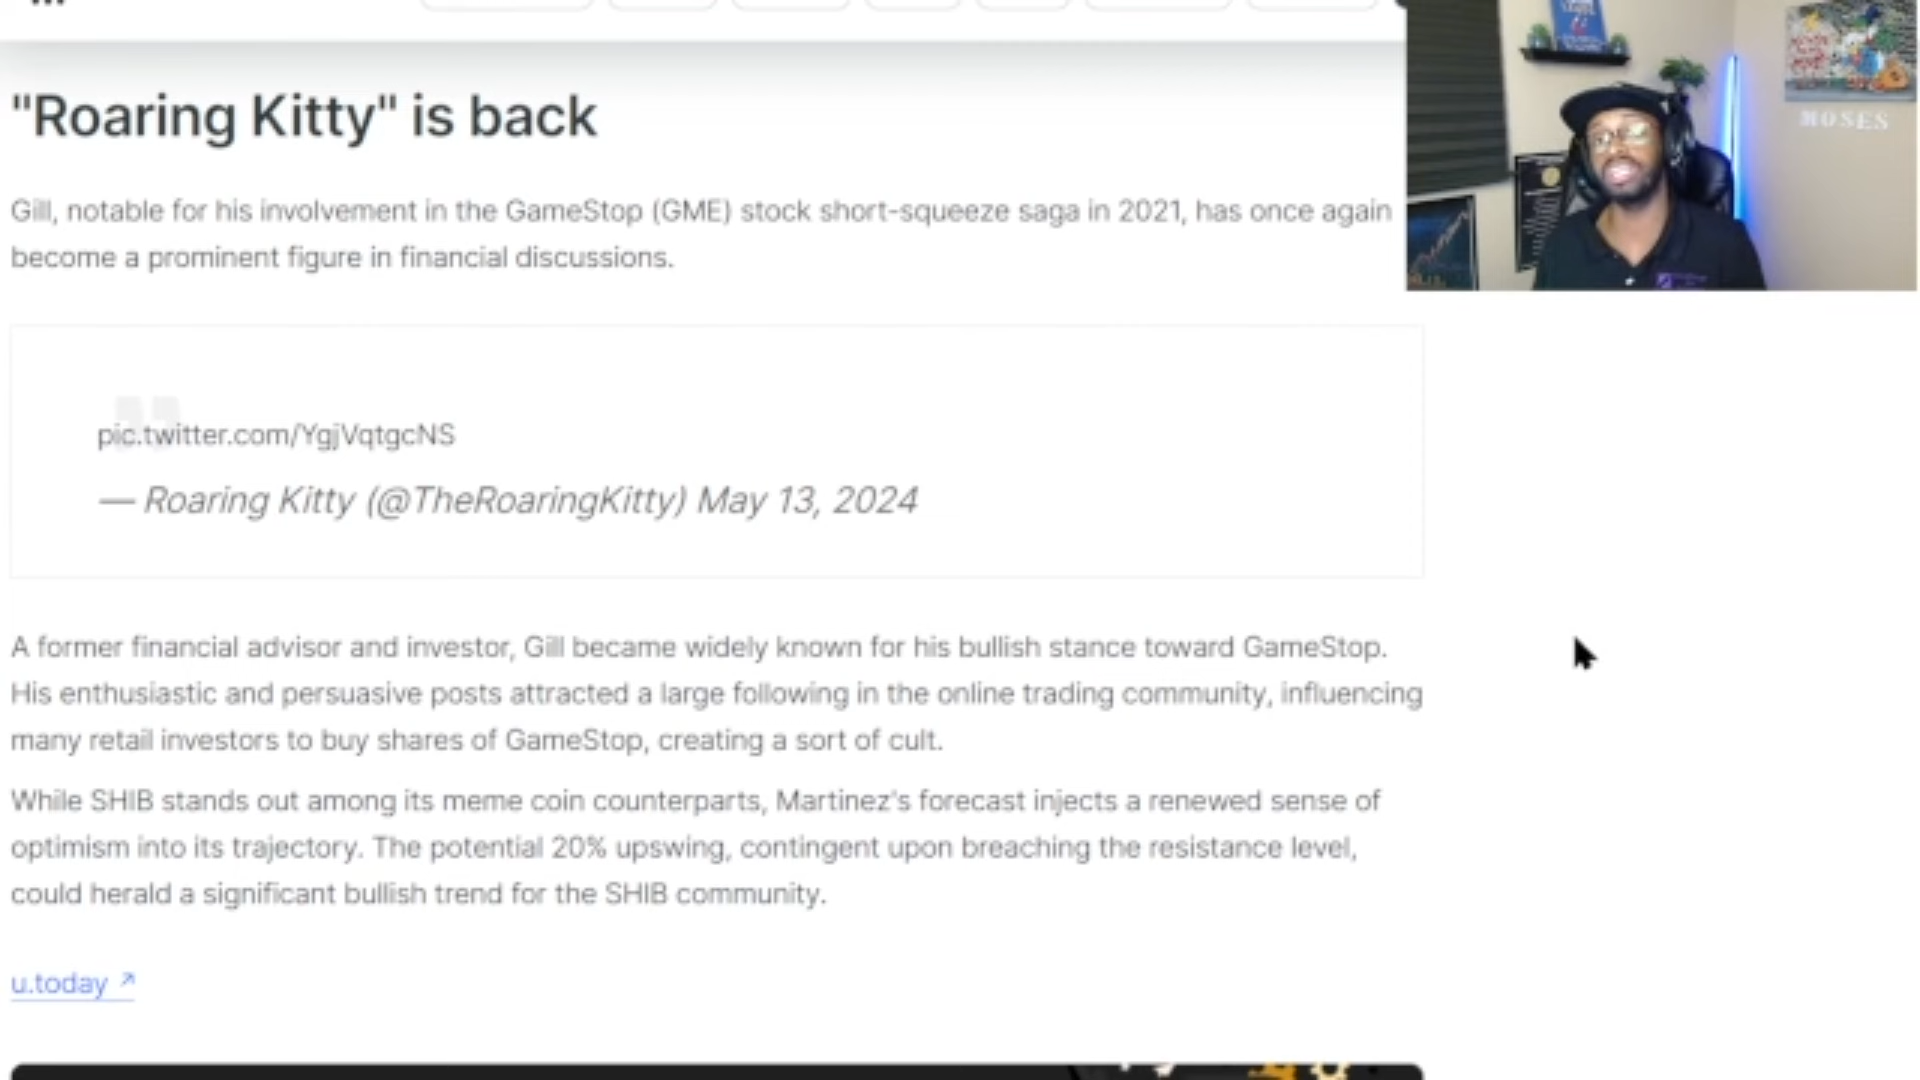 "Roaring Kitty" is back
MOSES
Gill, notable for his involvement in the GameStop (GME) stock short-squeeze saga in 2021, has once again
become a prominent figure in financial discussions.
pic.twitter.com/YgjVqtgcNS
— Roaring Kitty (@TheRoaringKitty) May 13, 2024
A former financial advisor and investor, Gill became widely known for his bullish stance toward GameStop.
His enthusiastic and persuasive posts attracted a large following in the online trading community, influencing
many retail investors to buy shares of GameStop, creating a sort of cult.
While SHIB stands out among its meme coin counterparts, Martinez's forecast injects a renewed sense of
optimism into its trajectory. The potential 20% upswing, contingent upon breaching the resistance level,
could herald a significant bullish trend for the SHIB community.
u.today ↗